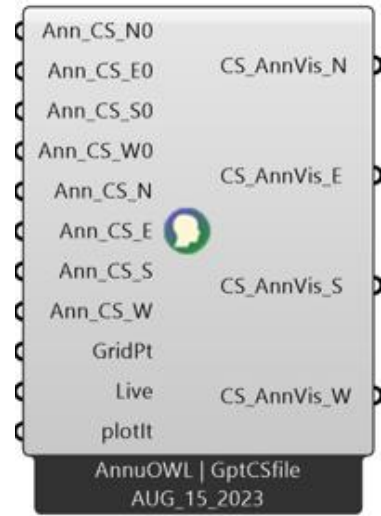 Ann_CS_N0
Ann_CS_E0
Ann_CS_S0
Ann_CS_W0
Ann_CS_N
Ann_CS_E
Ann_CS_S
Ann_CS_W
GridPt
Live
plotIt
CS_AnnVis_N
CS_AnnVis_E
CS_AnnVis_S
CS_AnnVis_W
AnnuOWL | GptCSfile
AUG_15_2023